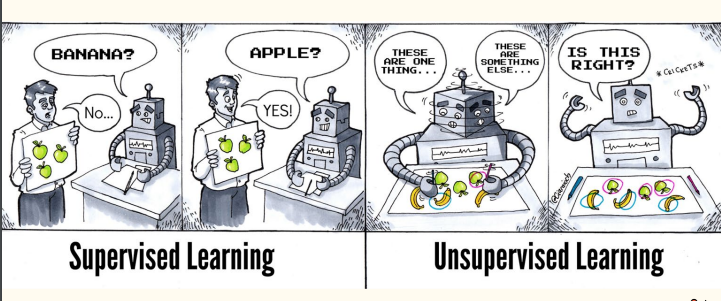 BANANA?
No...
APPLE?
YES!
THESE
ARE ONE
THING...
THESE
ARE
SOMETHING
ELSE...
IS THIS
RIGHT?
*CRICKETS*
Supervised Learning
Unsupervised Learning